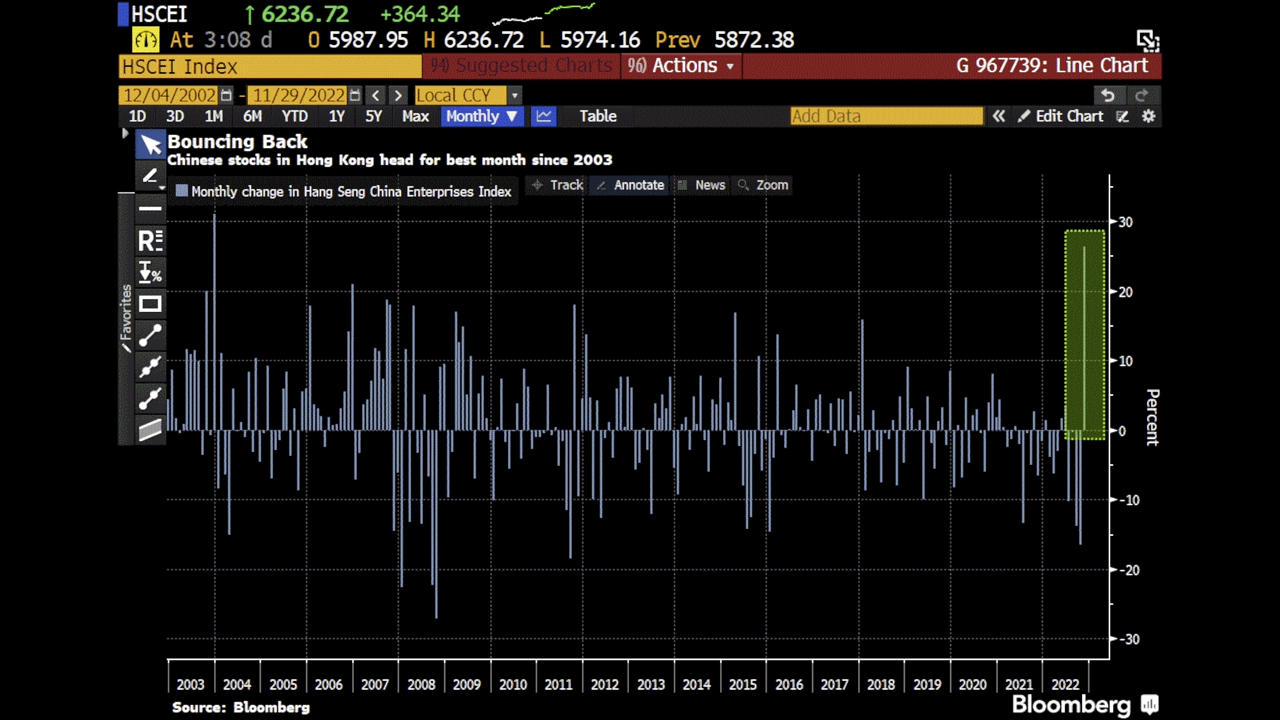 HSCEI ↑ 6236.72 +364.34
At 3:08 d O 5987.95 H 6236.72 L 5974.16 Prev 5872.38
HSCEI Index 94) Suggested Charts 96) Actions G 967739: Line Chart
12/04/2002 - 11/29/2022 < > Local CCY
1D 3D 1M 6M YTD 1Y 5Y Max Monthly ▼ Table Add Data « Edit Chart
Bouncing Back
Chinese stocks in Hong Kong head for best month since 2003
Monthly change in Hang Seng China Enterprises Index Track Annotate News Zoom
R
%
Favorites
30
20
10
0
-10
-20
-30
Percent
2003 2004 2005 2006 2007 2008 2009 2010 2011 2012 2013 2014 2015 2016 2017 2018 2019 2020 2021 2022
Source: Bloomberg
Bloomberg